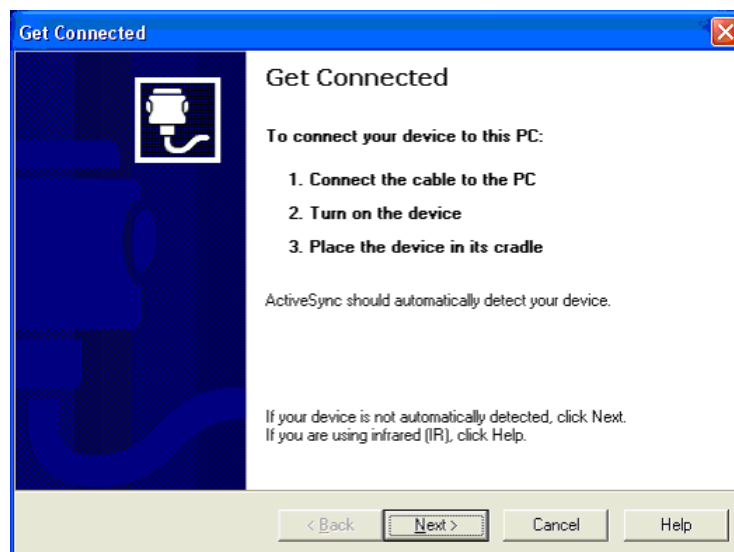 Get Connected
Get Connected
To connect your device to this PC:
1. Connect the cable to the PC
2. Turn on the device
3. Place the device in its cradle
ActiveSync should automatically detect your device.
If your device is not automatically detected, click Next.
If you are using infrared (IR), click Help.
< Back Next > Cancel Help